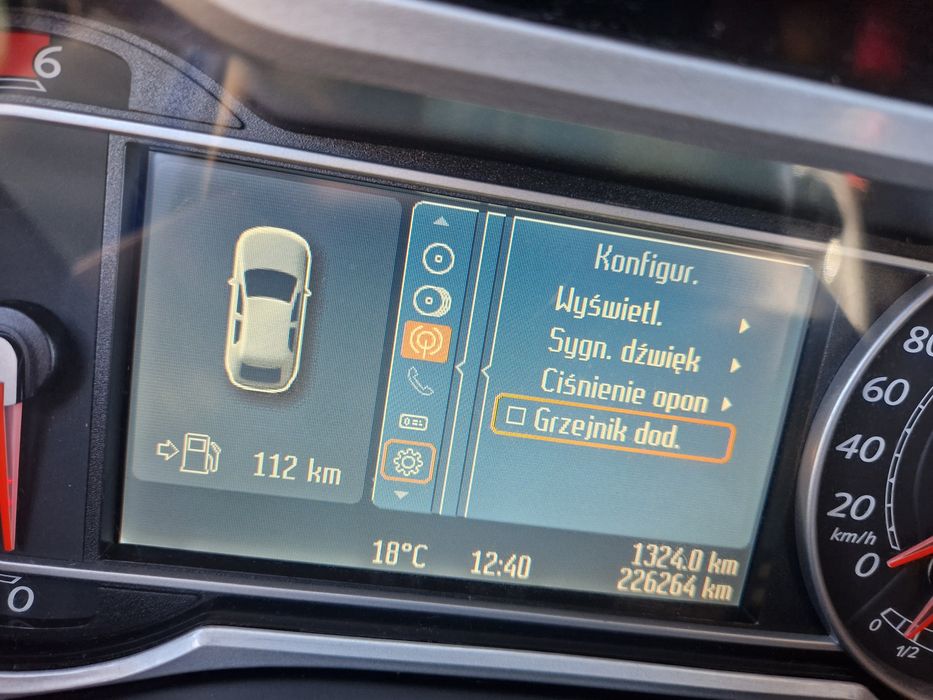 6
Konfigur.
Wyświetl.
Sygn. dźwięk
Ciśnienie opon
Grzejnik dod.
112 km
18°C 12:40 1324.0 km
226264 km
0
80
60
40
20
km/h
0
0
1/2